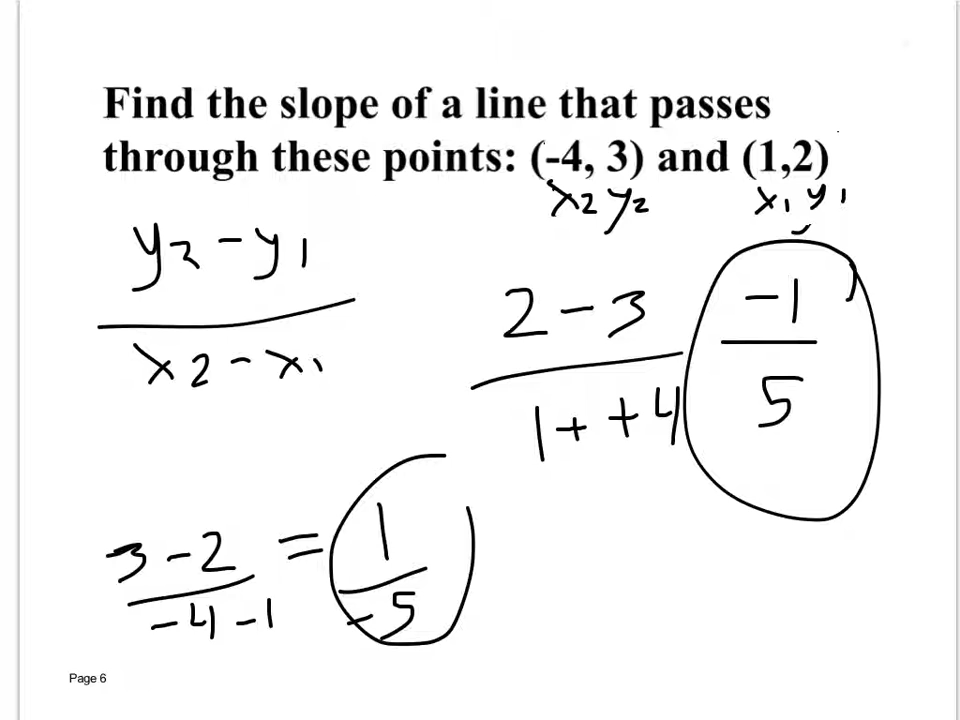 Find the slope of a line that passes
through these points: (-4, 3) and (1,2)
x2 y2 x1 y1
y2 - y1
x2 - x1
2 - 3
1 + + 4
-1
5
3 - 2 = 1
-4 - 1 -5
Page 6